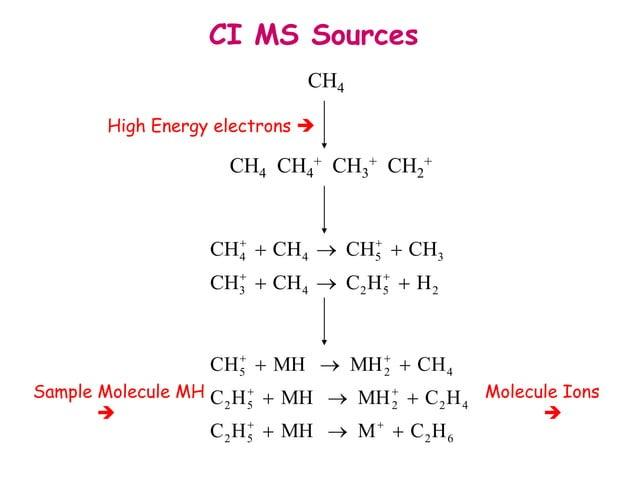 CI MS Sources
CH₄
High Energy electrons ➔
CH₄ CH₄⁺ CH₃⁺ CH₂⁺
CH₄⁺ + CH₄ → CH₅⁺ + CH₃
CH₃⁺ + CH₄ → C₂H₅⁺ + H₂
CH₅⁺ + MH → MH₂⁺ + CH₄
Sample Molecule MH
➔
C₂H₅⁺ + MH → MH₂⁺ + C₂H₄
Molecule Ions
➔
C₂H₅⁺ + MH → M⁺ + C₂H₆